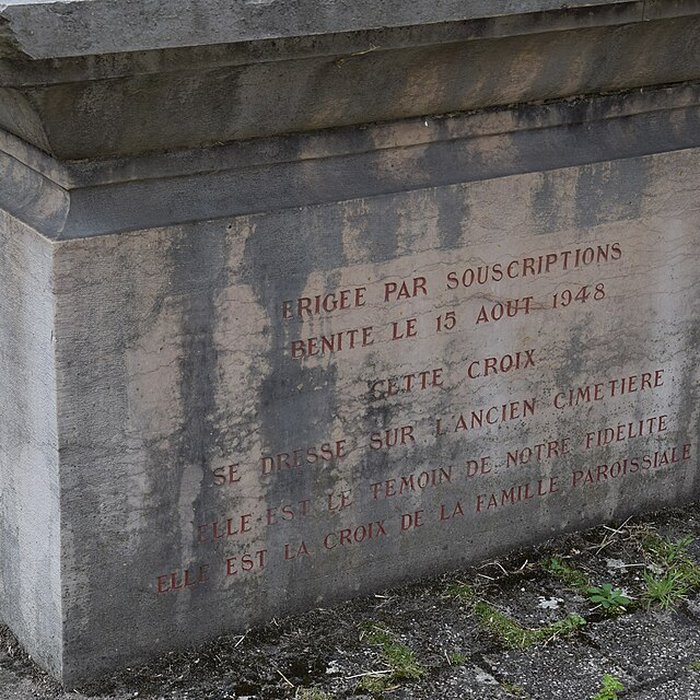 ERIGEE PAR SOUSCRIPTIONS
BENITE LE 15 AOUT 1948
CETTE CROIX
SE DRESSE SUR L'ANCIEN CIMETIERE
ELLE EST LE TEMOIN DE NOTRE FIDELITE
ELLE EST LA CROIX DE LA FAMILLE PAROISSIALE